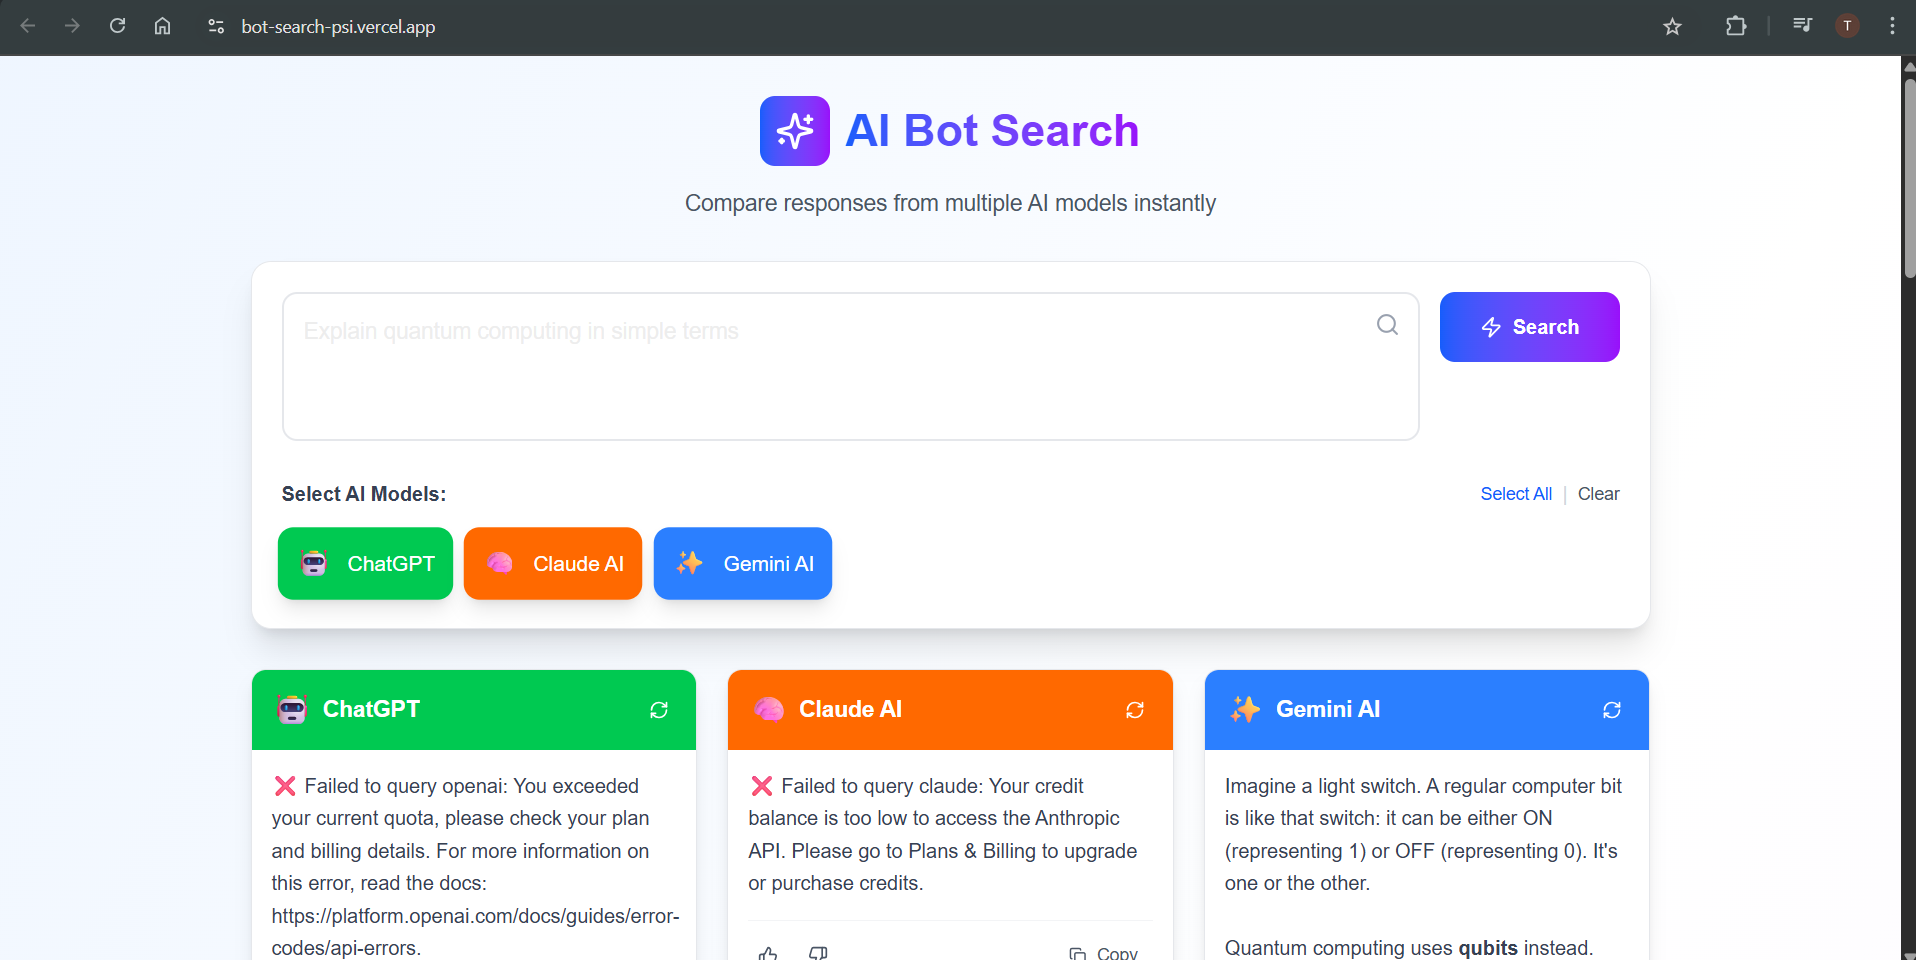 bot-search-psi.vercel.app
T
AI Bot Search
Compare responses from multiple AI models instantly
Explain quantum computing in simple terms
Search
Select AI Models:
Select All | Clear
ChatGPT
Claude AI
Gemini AI
ChatGPT
❌ Failed to query openai: You exceeded
your current quota, please check your plan
and billing details. For more information on
this error, read the docs:
https://platform.openai.com/docs/guides/error-
codes/api-errors.
Claude AI
❌ Failed to query claude: Your credit
balance is too low to access the Anthropic
API. Please go to Plans & Billing to upgrade
or purchase credits.
Copy
Gemini AI
Imagine a light switch. A regular computer bit
is like that switch: it can be either ON
(representing 1) or OFF (representing 0). It's
one or the other.
Quantum computing uses qubits instead.